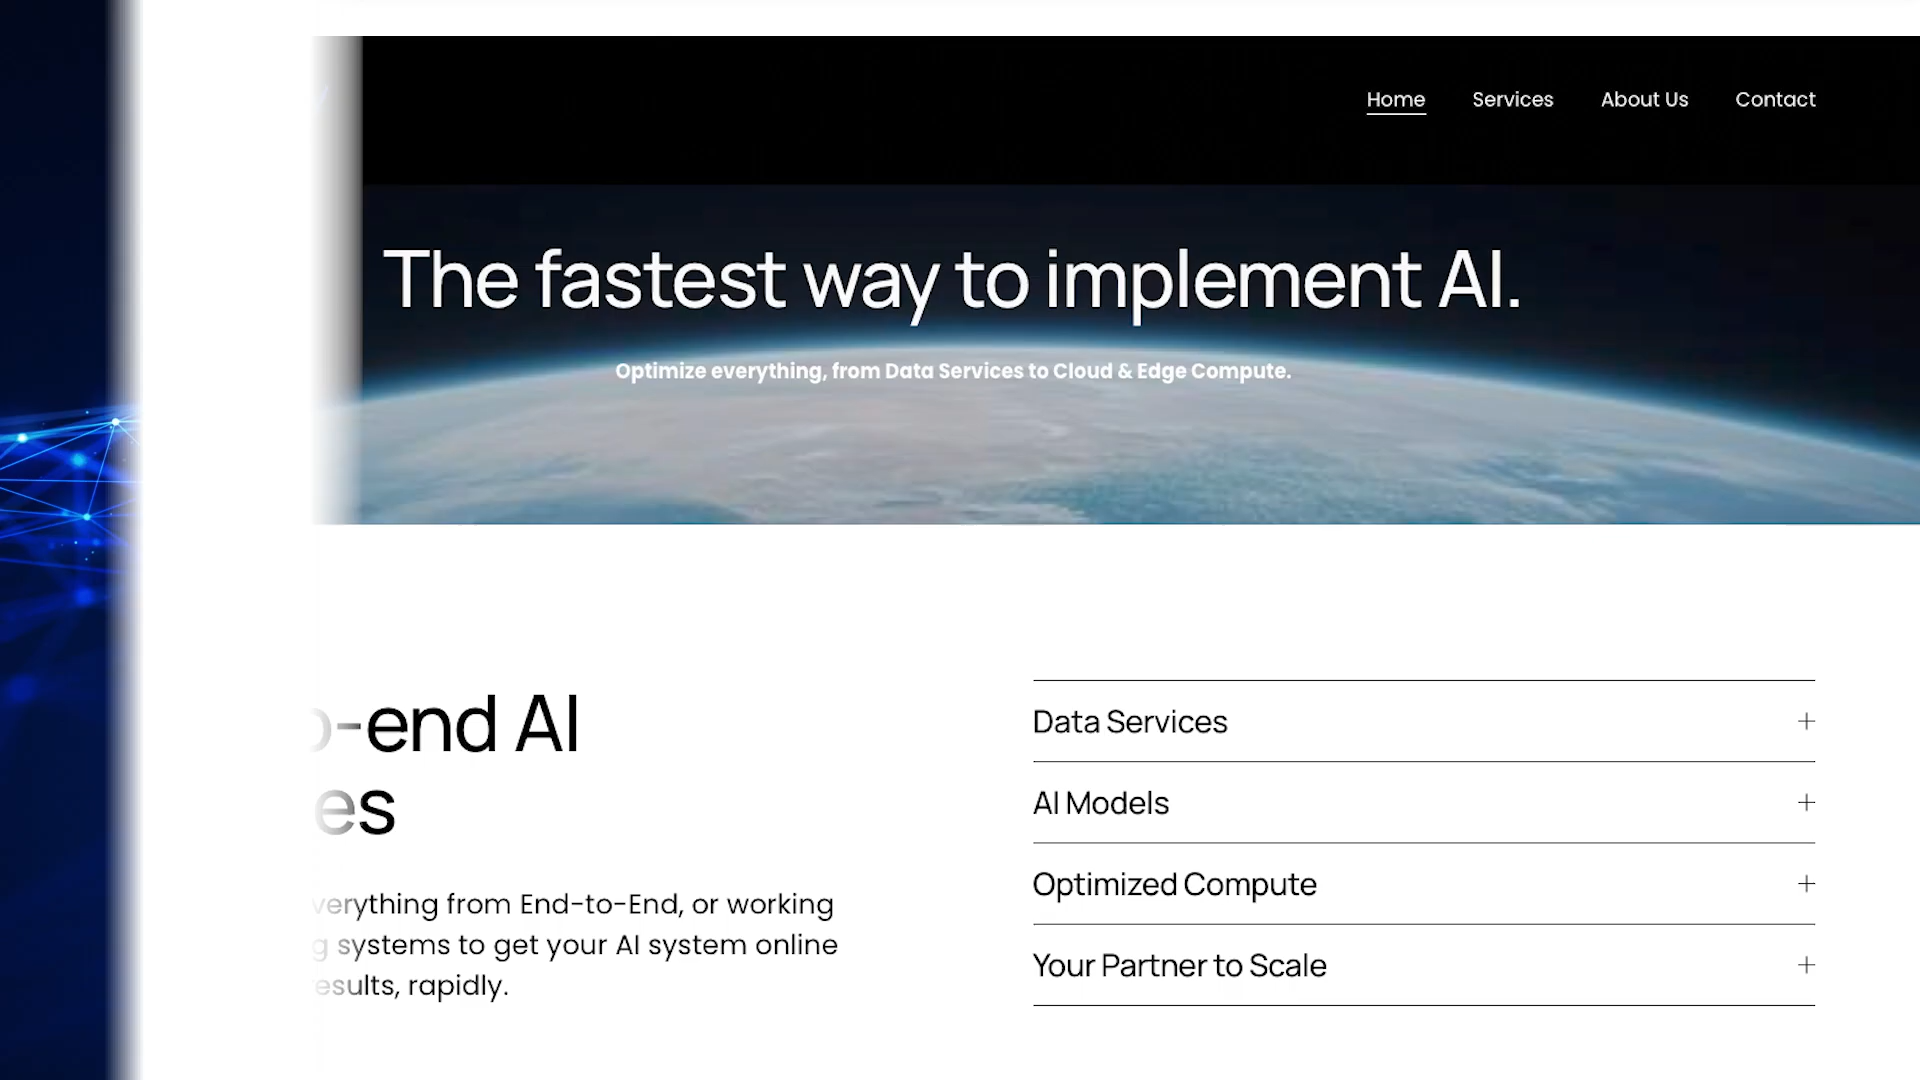 Home Services About Us Contact
The fastest way to implement AI.
Optimize everything, from Data Services to Cloud & Edge Compute.
-end AI
es
verything from End-to-End, or working
g systems to get your AI system online
esults, rapidly.
Data Services +
AI Models +
Optimized Compute +
Your Partner to Scale +